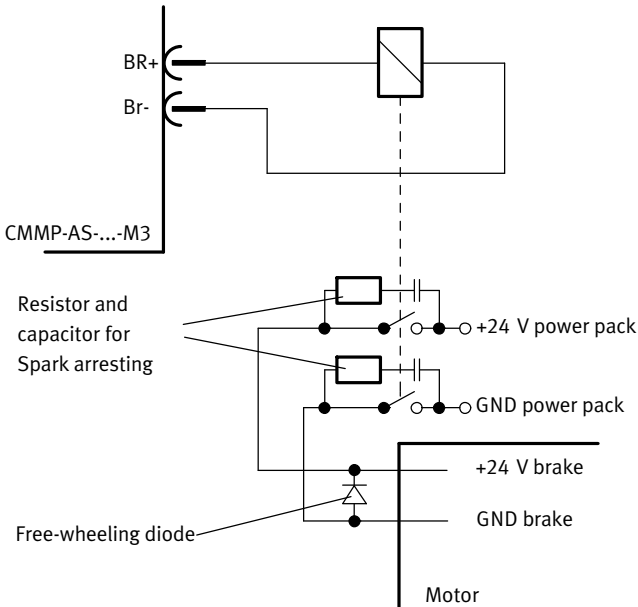 BR+
Br-
CMMP-AS-...-M3
Resistor and
capacitor for
Spark arresting
+24 V power pack
GND power pack
+24 V brake
GND brake
Free-wheeling diode
Motor